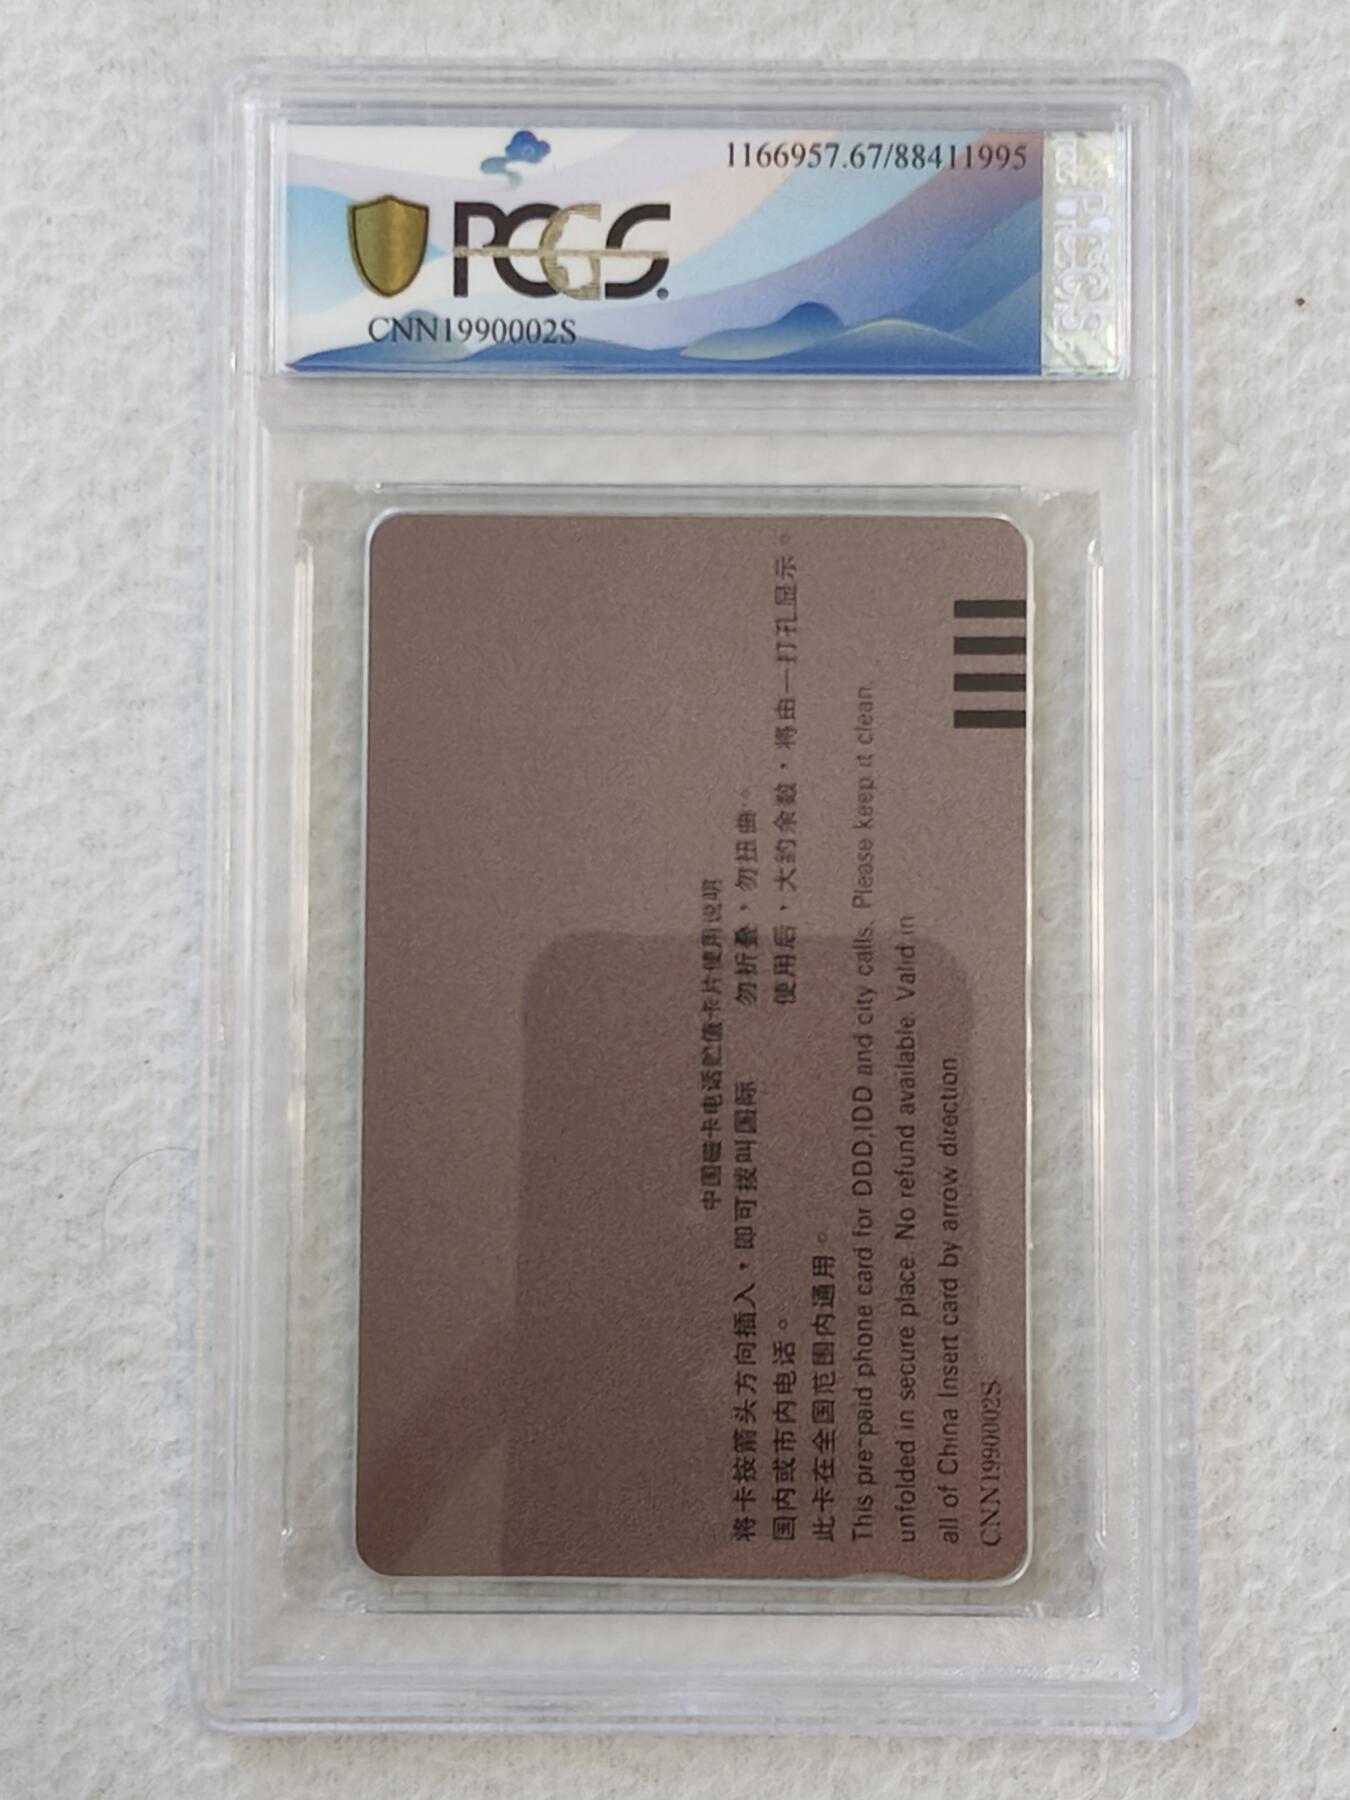 1166957.67/88411995
PCGS
CNN1990002S
PCGS
中国磁卡电话贮值卡片使用说明
将卡按箭头方向插入，即可拨叫国际 勿折叠，勿扭曲…
国内或市内电话。 使用后，大约余数，将由一打孔显示。
此卡在全国范围内通用。
This pre-paid phone card for DDD,IDD and city calls. Please keep it clean,
unfolded in secure place. No refund available. Valid in
all of China Insert card by arrow direction
CNN1990002S